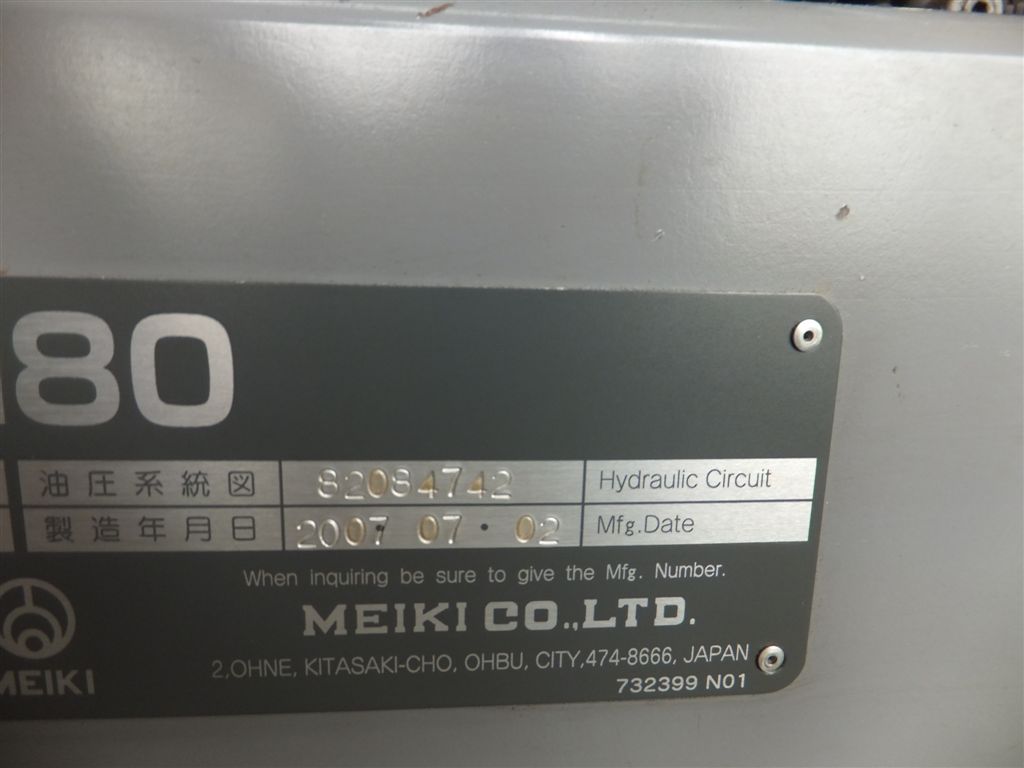 80
油圧系統図 82084742 Hydraulic Circuit
製造年月日 2007・07・02 Mfg.Date
When inquiring be sure to give the Mfg. Number.
MEIKI CO.,LTD.
MEIKI
2,OHNE, KITASAKI-CHO, OHBU, CITY,474-8666, JAPAN
732399 N01